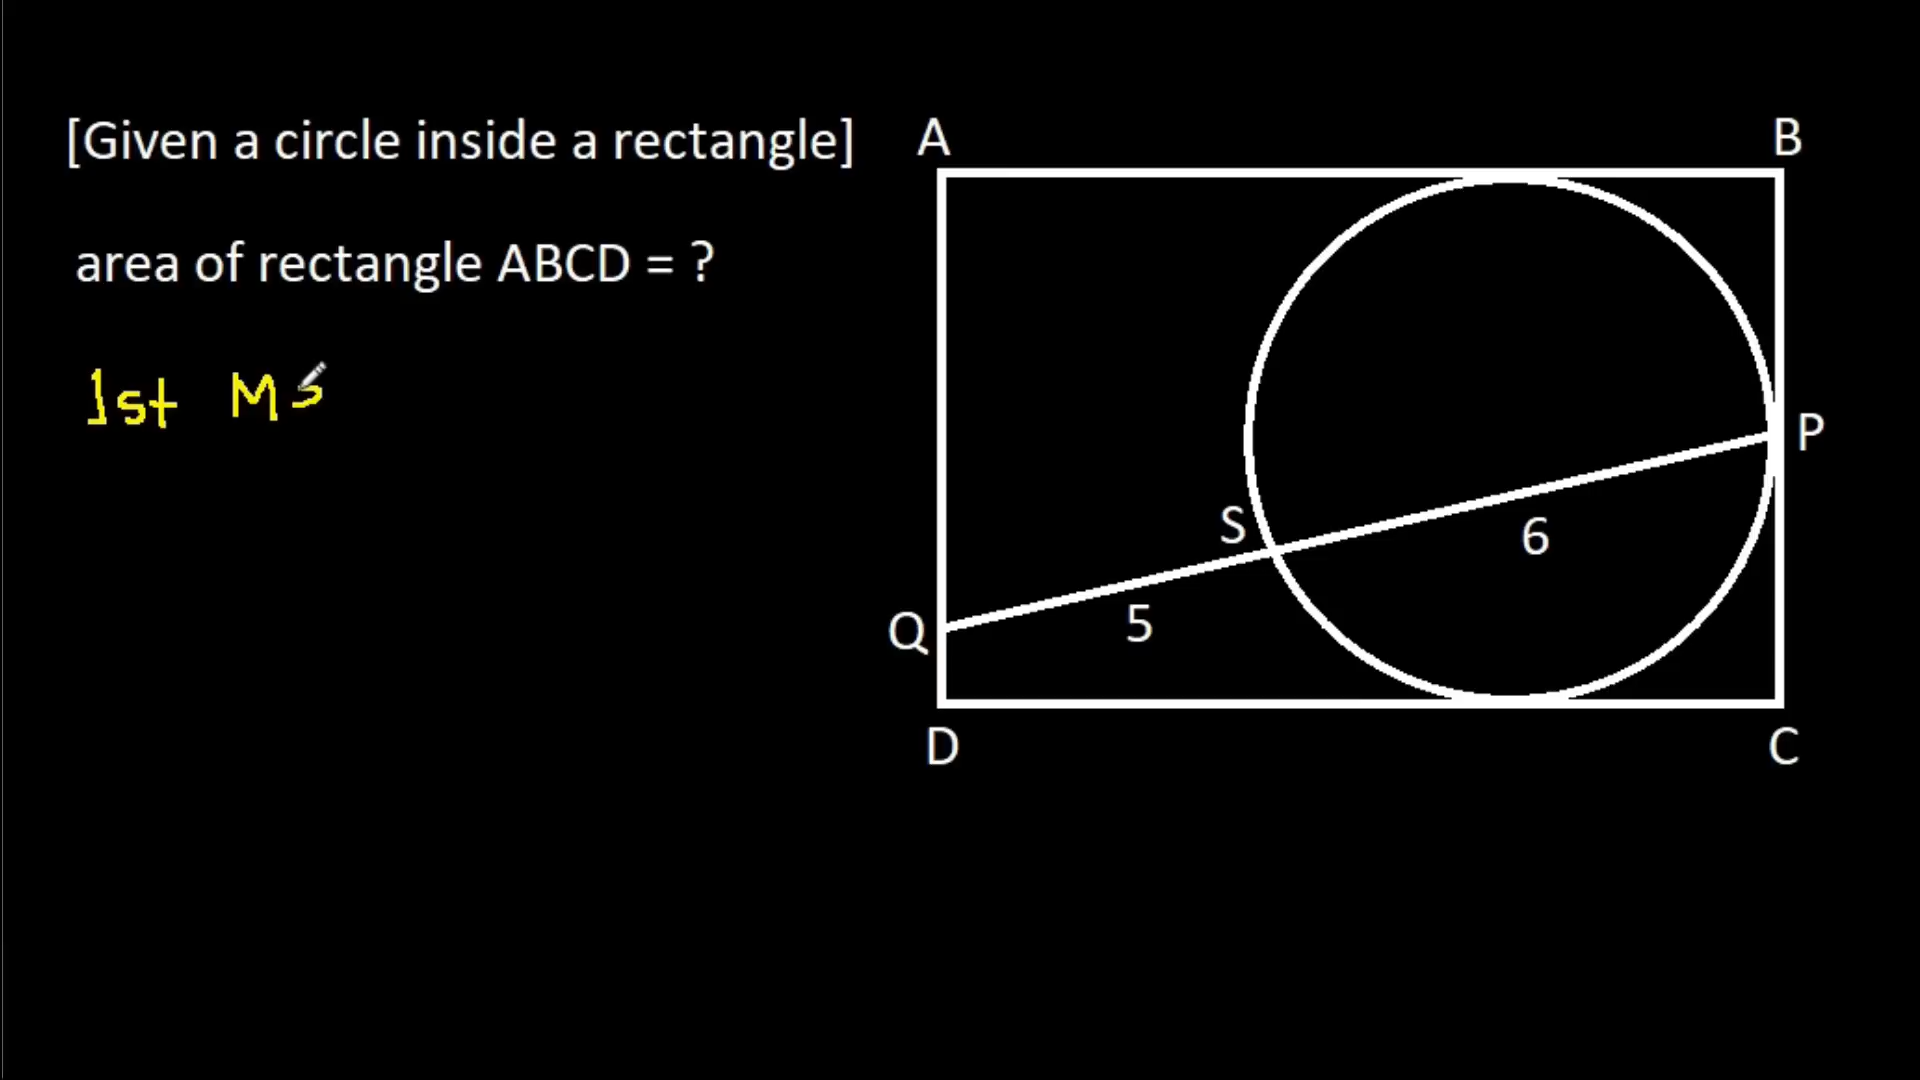 [Given a circle inside a rectangle]
area of rectangle ABCD = ?
1st M
A
B
P
S
6
5
Q
D
C